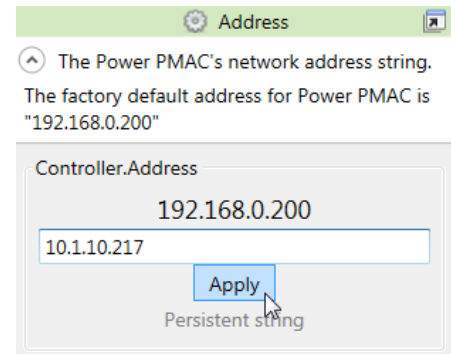 Address
The Power PMAC's network address string.
The factory default address for Power PMAC is
"192.168.0.200"
Controller.Address
192.168.0.200
10.1.10.217
Apply
Persistent string